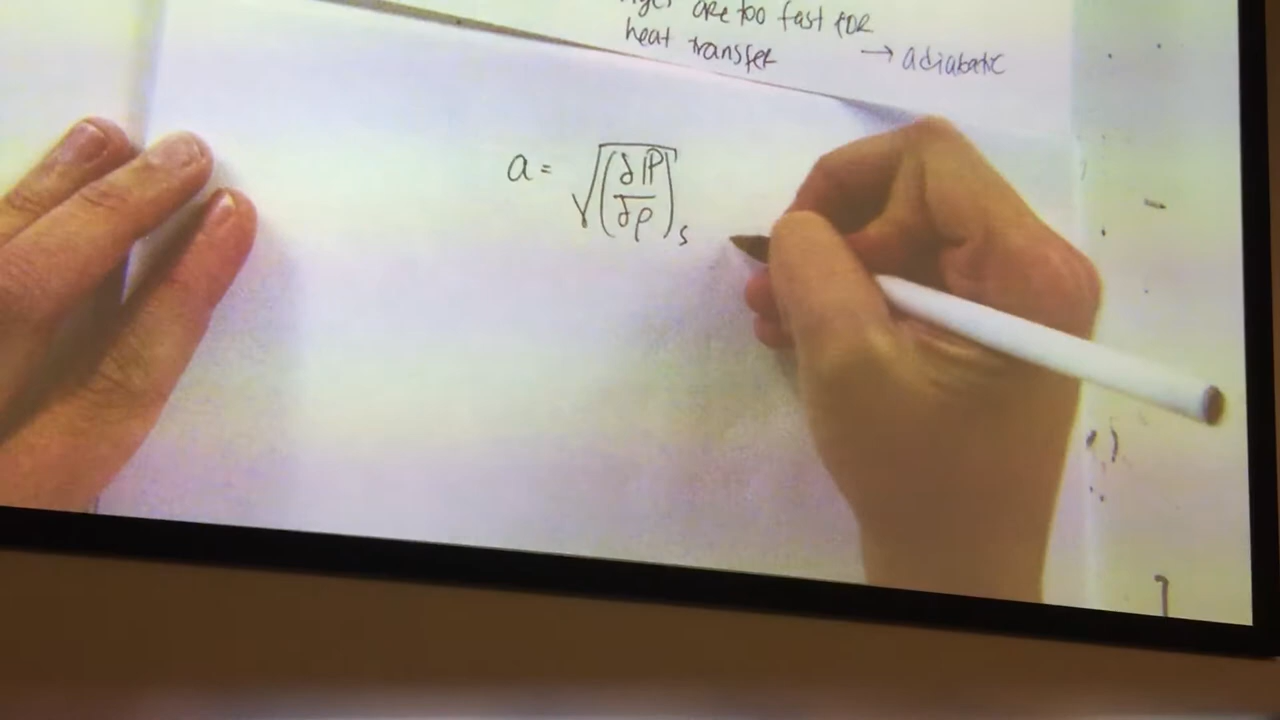 are too fast for
heat transfer → adiabatic
a = √(∂P/∂ρ)s